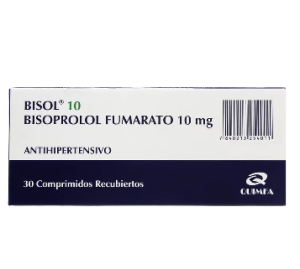 BISOL® 10
BISOPROLOL FUMARATO 10 mg
ANTIHIPERTENSIVO
30 Comprimidos Recubiertos
QUIMFA